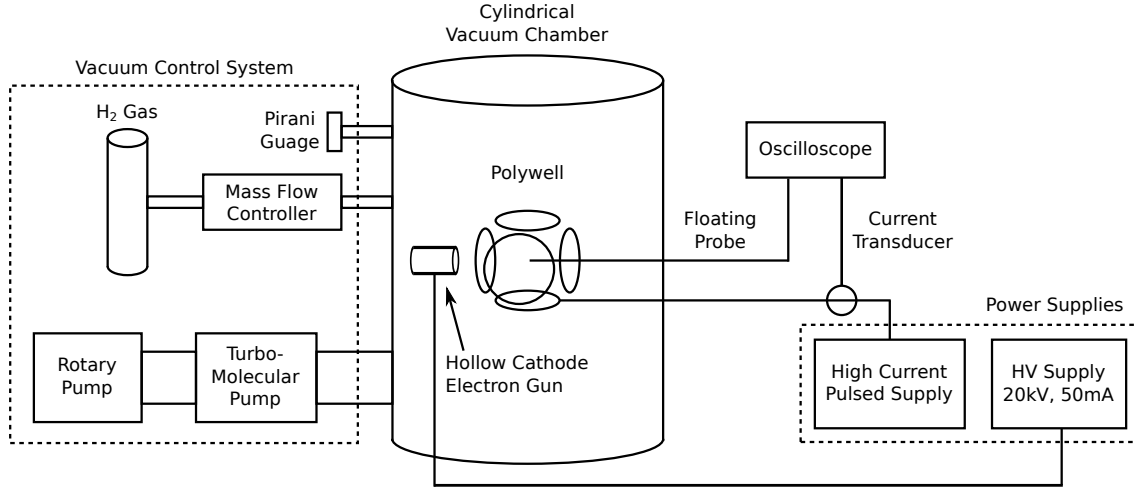 Cylindrical
Vacuum Chamber
Vacuum Control System
H₂ Gas
Pirani
Guage
Mass Flow
Controller
Polywell
Oscilloscope
Floating
Probe
Current
Transducer
Power Supplies
Rotary
Pump
Turbo-
Molecular
Pump
Hollow Cathode
Electron Gun
High Current
Pulsed Supply
HV Supply
20kV, 50mA